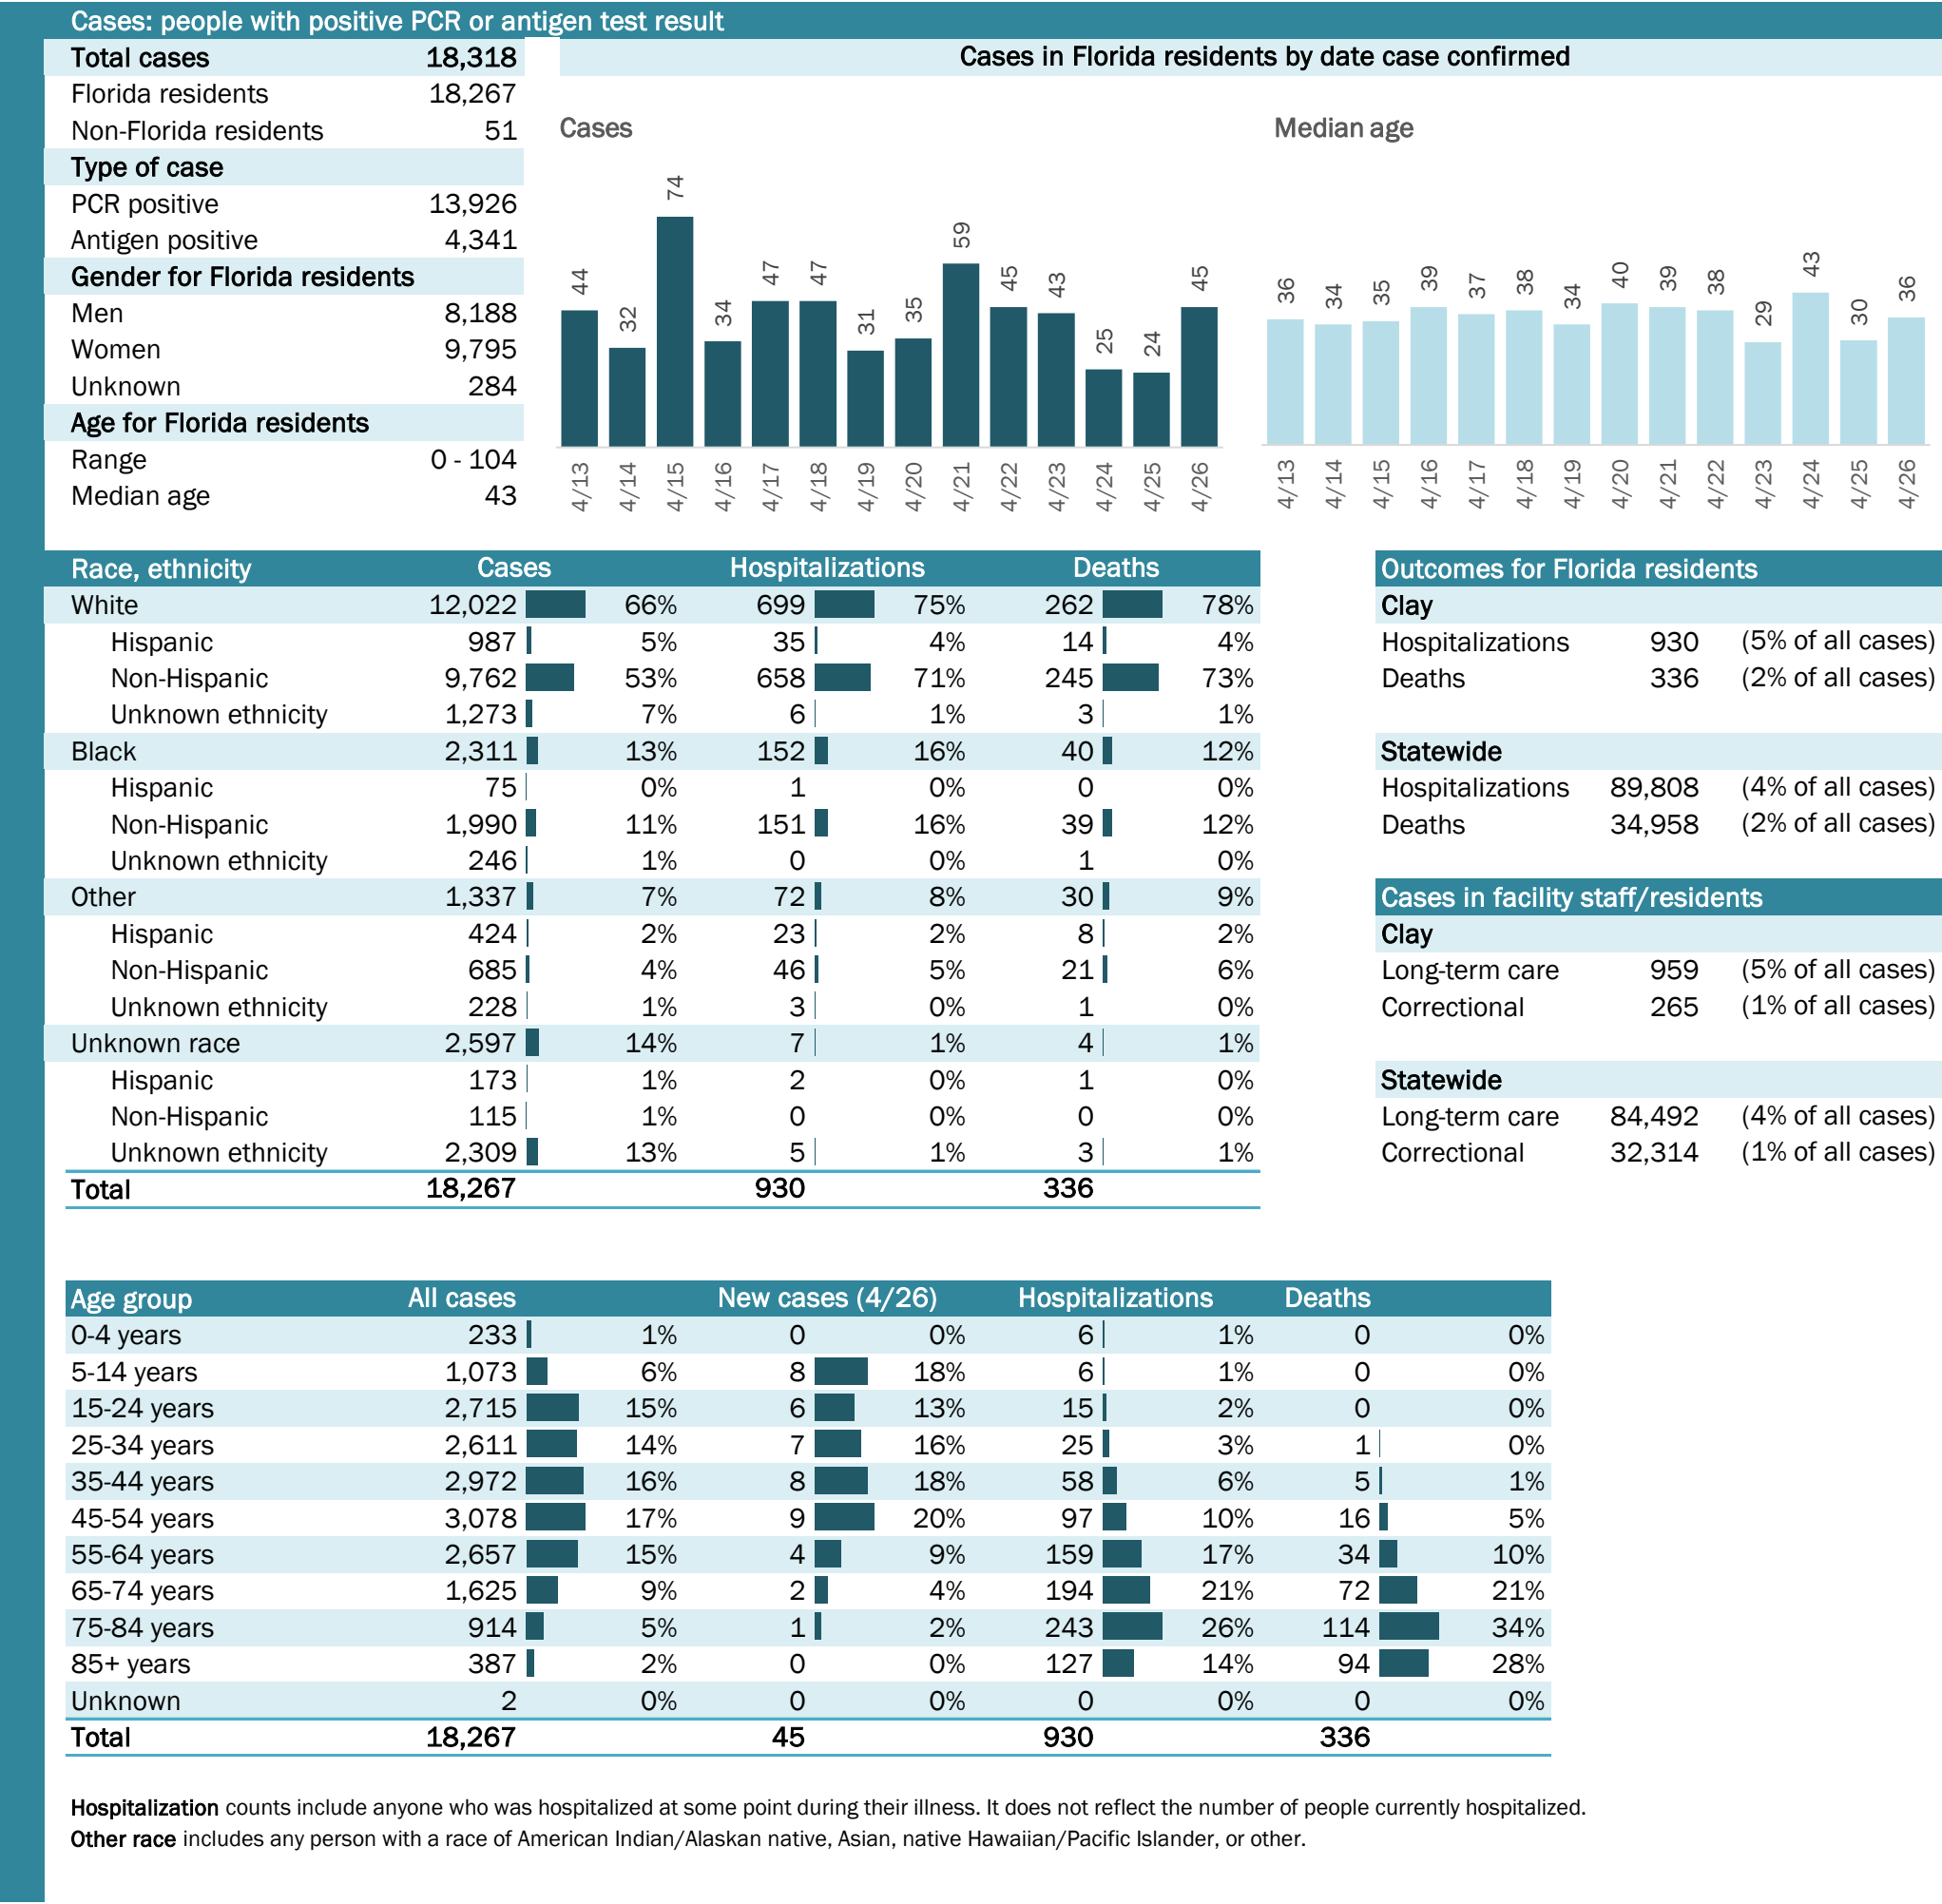 Cases: people with positive PCR or antigen test result
Total cases 18,318
Florida residents 18,267
Non-Florida residents 51
Type of case
PCR positive 13,926
Antigen positive 4,341
Gender for Florida residents
Men 8,188
Women 9,795
Unknown 284
Age for Florida residents
Range 0 - 104
Median age 43
Cases in Florida residents by date case confirmed
Cases
44 32 74 34 47 47 31 35 59 45 43 25 24 45
4/13 4/14 4/15 4/16 4/17 4/18 4/19 4/20 4/21 4/22 4/23 4/24 4/25 4/26
Median age
36 34 35 39 37 38 34 40 39 38 29 43 30 36
4/13 4/14 4/15 4/16 4/17 4/18 4/19 4/20 4/21 4/22 4/23 4/24 4/25 4/26
Race, ethnicity Cases Hospitalizations Deaths
White 12,022 66% 699 75% 262 78%
Hispanic 987 5% 35 4% 14 4%
Non-Hispanic 9,762 53% 658 71% 245 73%
Unknown ethnicity 1,273 7% 6 1% 3 1%
Black 2,311 13% 152 16% 40 12%
Hispanic 75 0% 1 0% 0 0%
Non-Hispanic 1,990 11% 151 16% 39 12%
Unknown ethnicity 246 1% 0 0% 1 0%
Other 1,337 7% 72 8% 30 9%
Hispanic 424 2% 23 2% 8 2%
Non-Hispanic 685 4% 46 5% 21 6%
Unknown ethnicity 228 1% 3 0% 1 0%
Unknown race 2,597 14% 7 1% 4 1%
Hispanic 173 1% 2 0% 1 0%
Non-Hispanic 115 1% 0 0% 0 0%
Unknown ethnicity 2,309 13% 5 1% 3 1%
Total 18,267 930 336
Outcomes for Florida residents
Clay
Hospitalizations 930 (5% of all cases)
Deaths 336 (2% of all cases)
Statewide
Hospitalizations 89,808 (4% of all cases)
Deaths 34,958 (2% of all cases)
Cases in facility staff/residents
Clay
Long-term care 959 (5% of all cases)
Correctional 265 (1% of all cases)
Statewide
Long-term care 84,492 (4% of all cases)
Correctional 32,314 (1% of all cases)
Age group All cases New cases (4/26) Hospitalizations Deaths
0-4 years 233 1% 0 0% 6 1% 0 0%
5-14 years 1,073 6% 8 18% 6 1% 0 0%
15-24 years 2,715 15% 6 13% 15 2% 0 0%
25-34 years 2,611 14% 7 16% 25 3% 1 0%
35-44 years 2,972 16% 8 18% 58 6% 5 1%
45-54 years 3,078 17% 9 20% 97 10% 16 5%
55-64 years 2,657 15% 4 9% 159 17% 34 10%
65-74 years 1,625 9% 2 4% 194 21% 72 21%
75-84 years 914 5% 1 2% 243 26% 114 34%
85+ years 387 2% 0 0% 127 14% 94 28%
Unknown 2 0% 0 0% 0 0% 0 0%
Total 18,267 45 930 336
Hospitalization counts include anyone who was hospitalized at some point during their illness. It does not reflect the number of people currently hospitalized.
Other race includes any person with a race of American Indian/Alaskan native, Asian, native Hawaiian/Pacific Islander, or other.